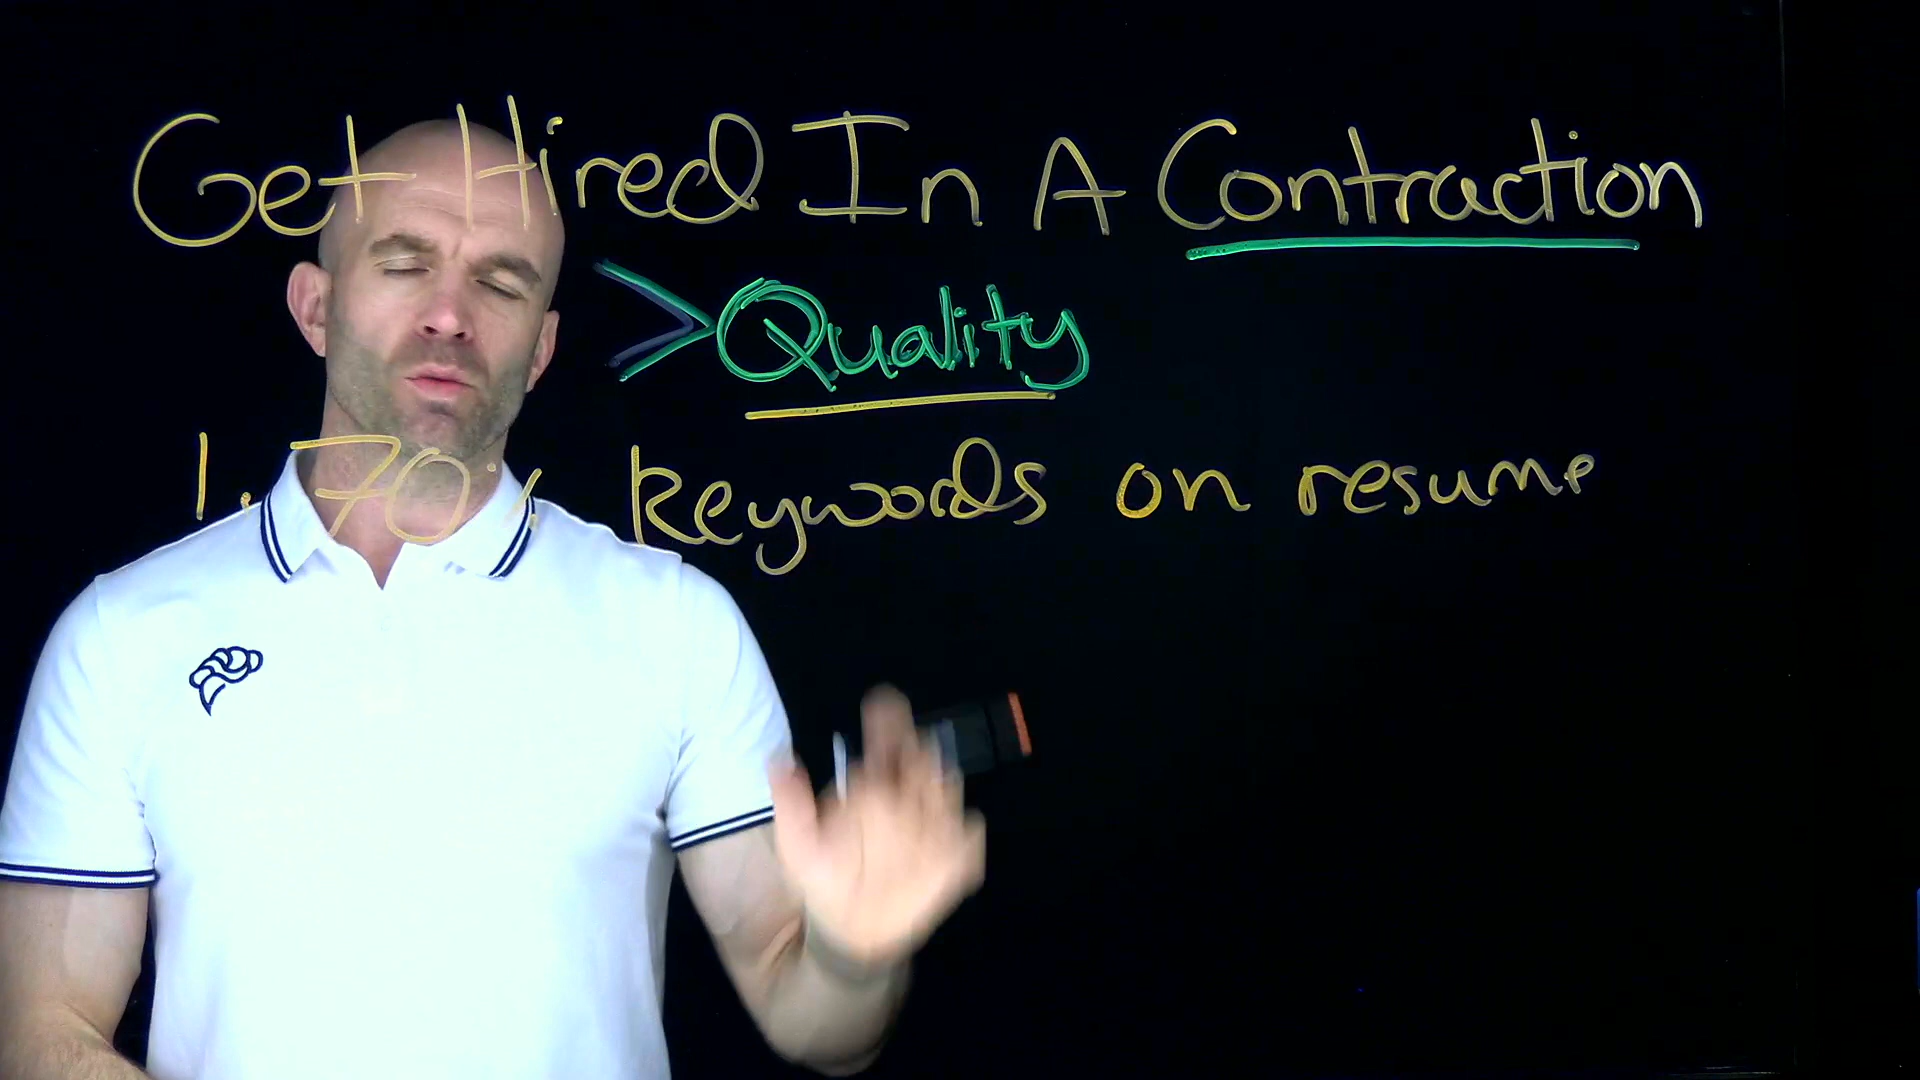 Get Hired In A Contraction
> Quality
1. 70% keywords on resume